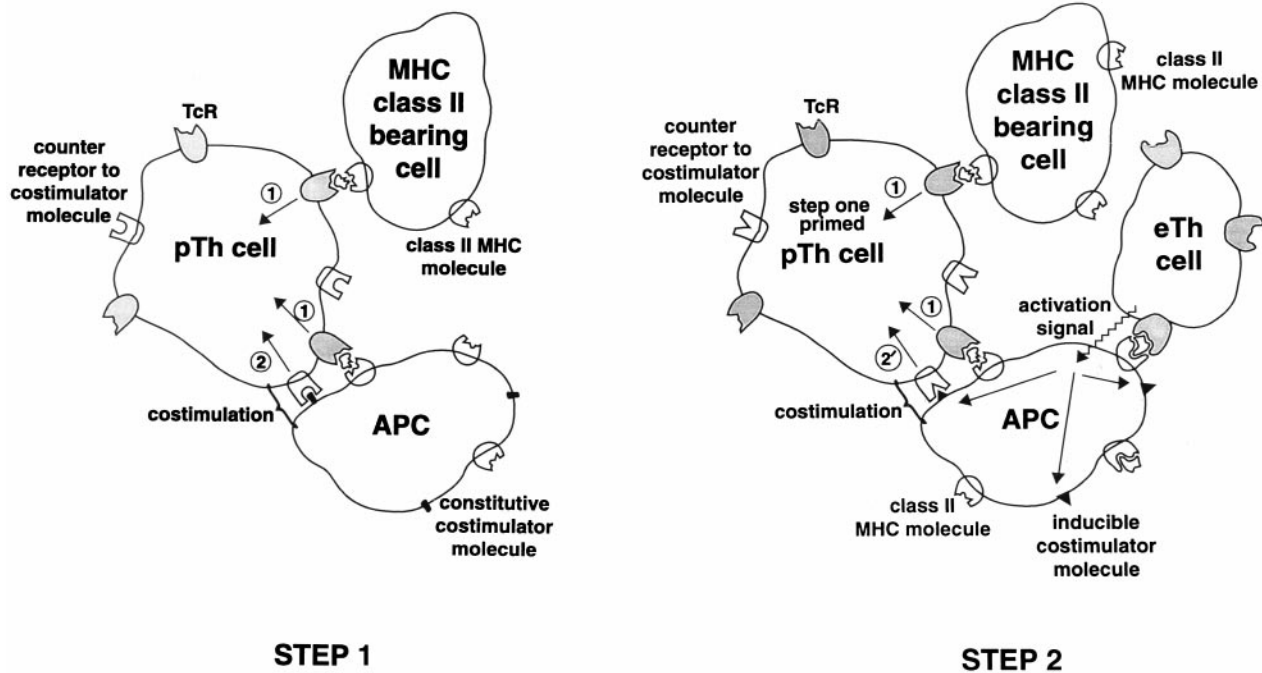 MHC
class II
bearing
cell
TcR
counter
receptor to
costimulator
molecule
1
pTh cell
class II MHC
molecule
1
2
costimulation
APC
constitutive
costimulator
molecule
STEP 1
MHC
class II
bearing
cell
class II
MHC molecule
TcR
counter
receptor to
costimulator
molecule
1
step one
primed
pTh cell
eTh
cell
1
activation
signal
2′
costimulation
APC
class II
MHC molecule
inducible
costimulator
molecule
STEP 2